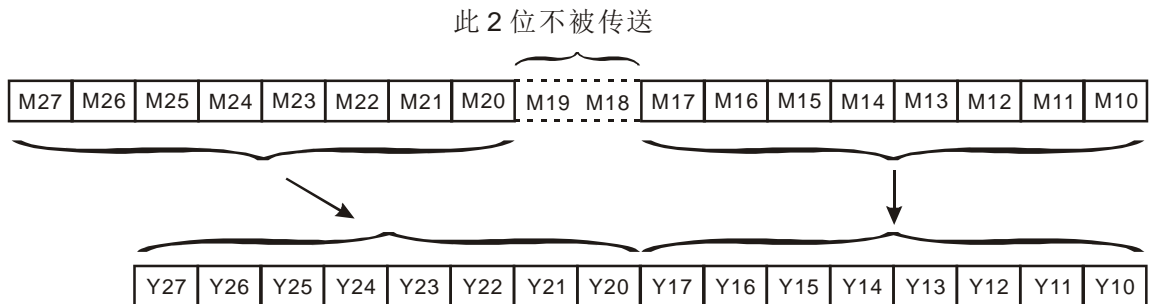 此 2 位不被传送
M27 M26 M25 M24 M23 M22 M21 M20 M19 M18 M17 M16 M15 M14 M13 M12 M11 M10
Y27 Y26 Y25 Y24 Y23 Y22 Y21 Y20 Y17 Y16 Y15 Y14 Y13 Y12 Y11 Y10